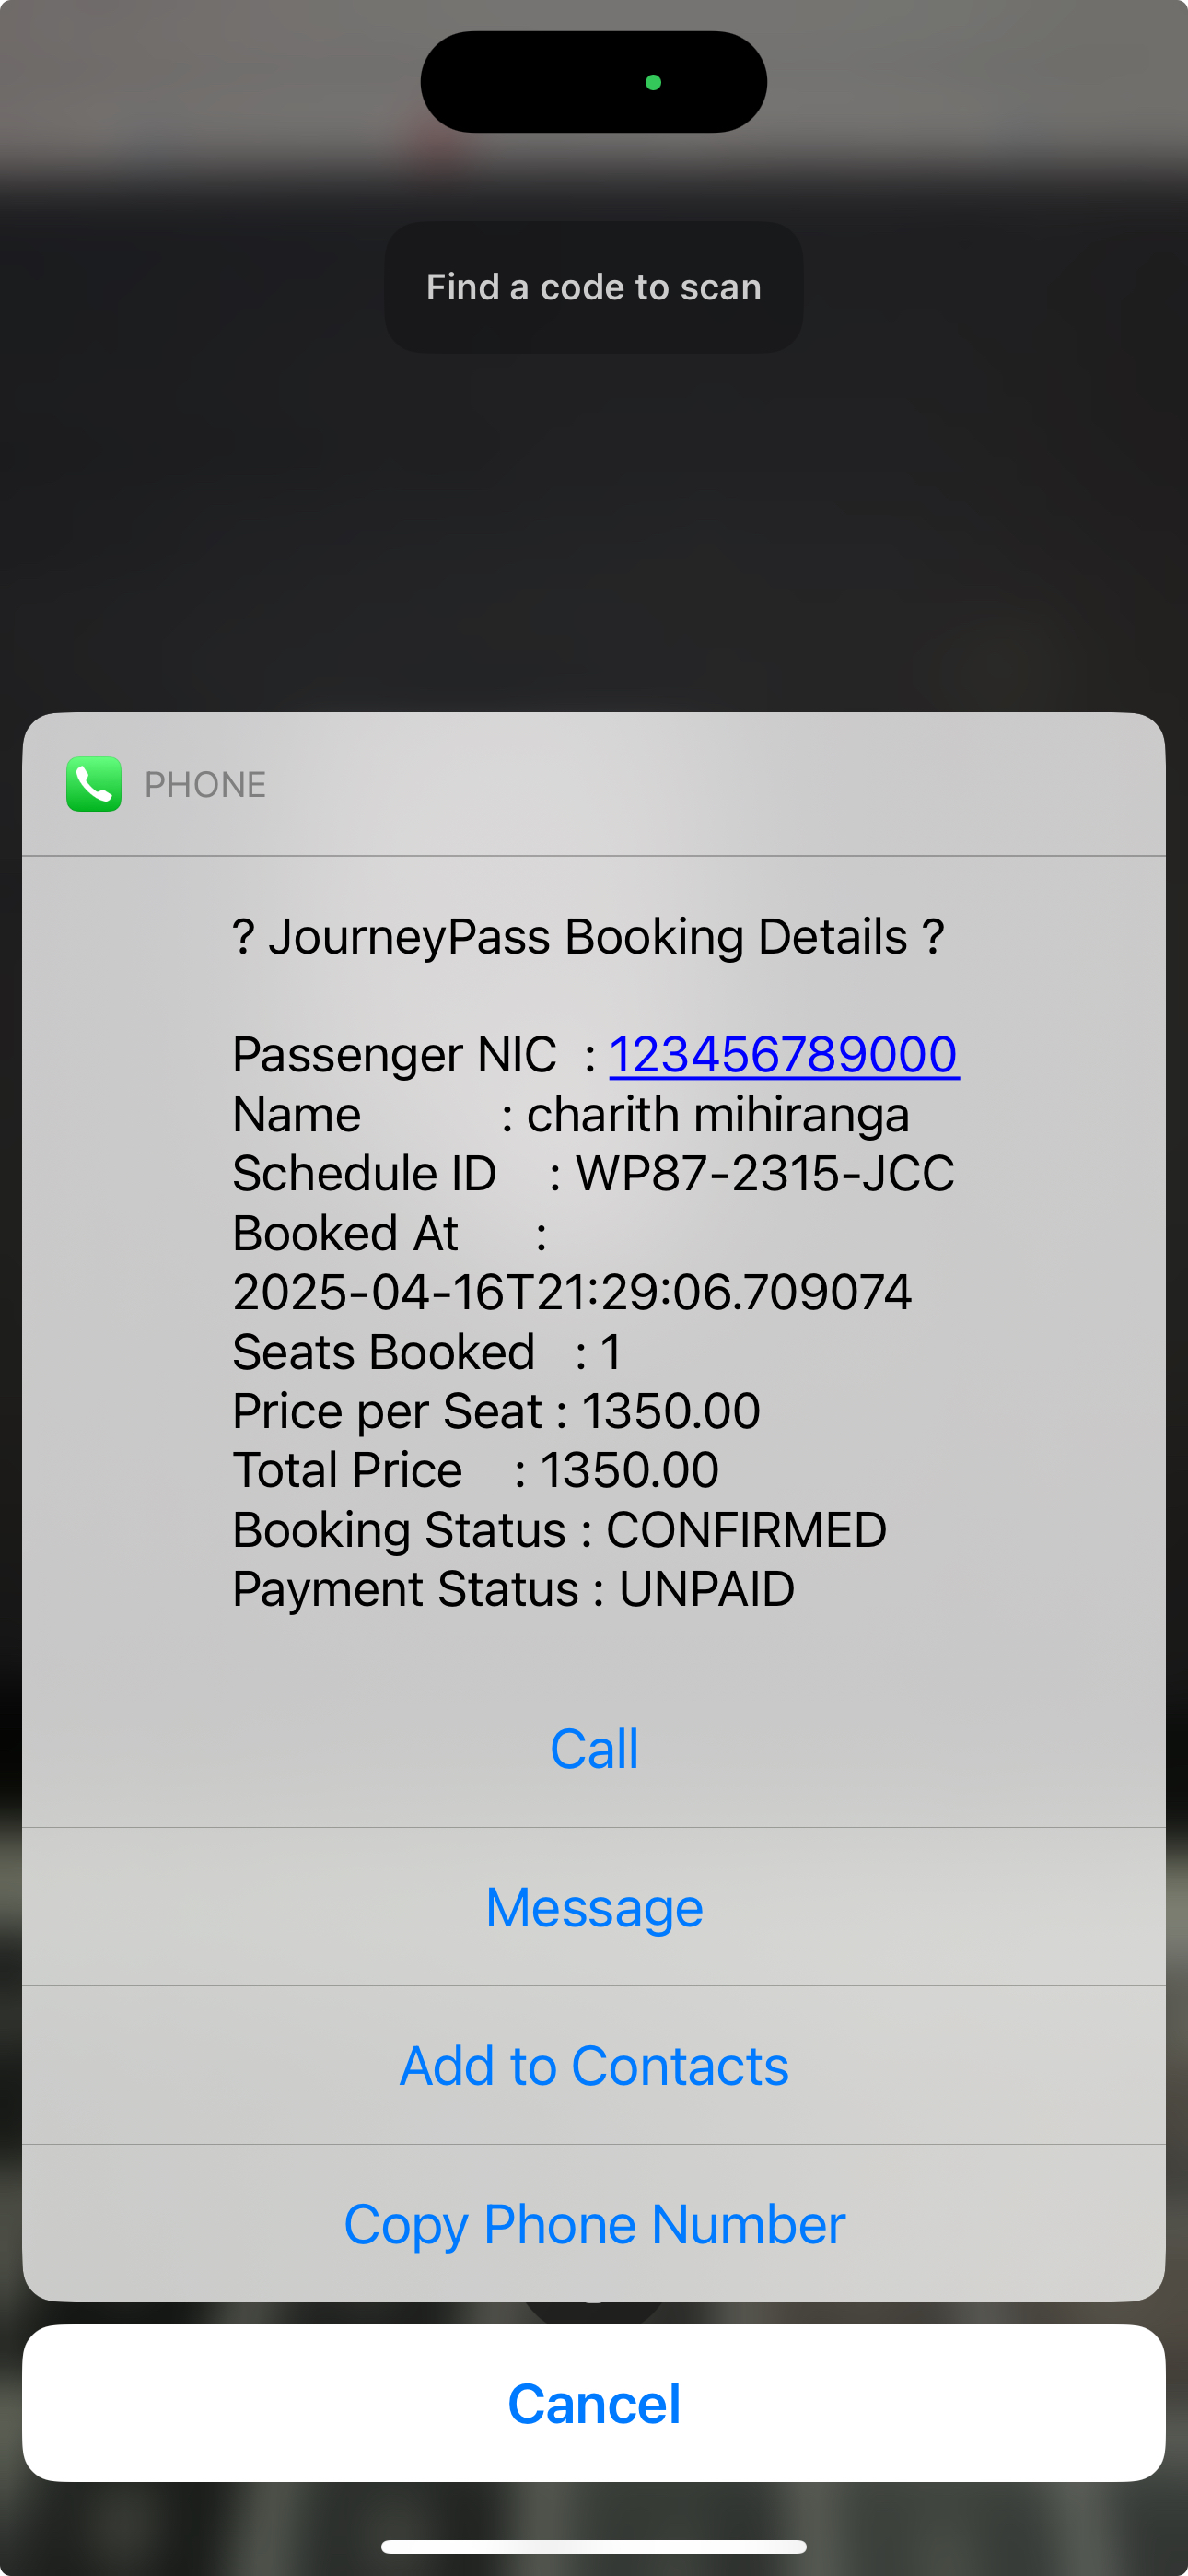 Find a code to scan
PHONE
? JourneyPass Booking Details ?
Passenger NIC : 123456789000
Name : charith mihiranga
Schedule ID : WP87-2315-JCC
Booked At :
2025-04-16T21:29:06.709074
Seats Booked : 1
Price per Seat : 1350.00
Total Price : 1350.00
Booking Status : CONFIRMED
Payment Status : UNPAID
Call
Message
Add to Contacts
Copy Phone Number
Cancel